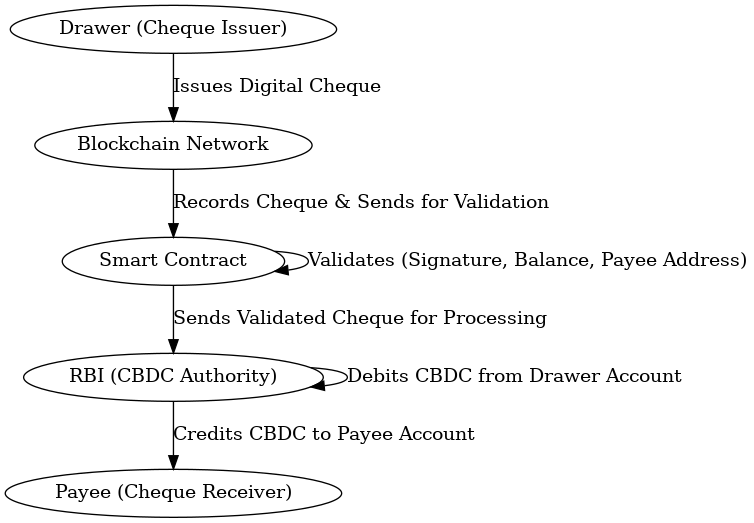 Drawer (Cheque Issuer)
Issues Digital Cheque
Blockchain Network
Records Cheque & Sends for Validation
Smart Contract
Validates (Signature, Balance, Payee Address)
Sends Validated Cheque for Processing
RBI (CBDC Authority)
Debits CBDC from Drawer Account
Credits CBDC to Payee Account
Payee (Cheque Receiver)